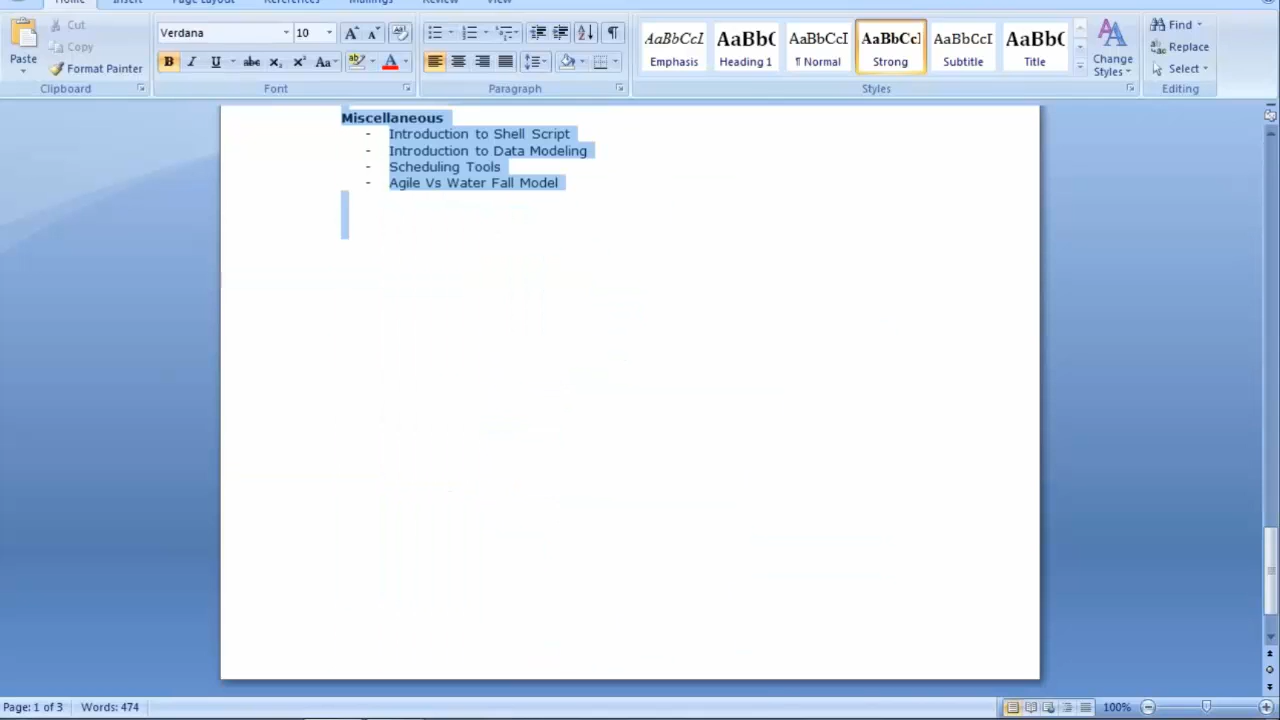 Home Insert Page Layout References Mailings Review View
Cut
Copy
Paste
Format Painter
Clipboard
Verdana 10
B I U abc x₂ x² Aa
Font
Paragraph
AaBbCcI AaBbC AaBbCcI AaBbCcI AaBbCcI AaBbC
Emphasis Heading 1 ¶ Normal Strong Subtitle Title
Change Styles
Styles
Find
Replace
Select
Editing
Miscellaneous
- Introduction to Shell Script
- Introduction to Data Modeling
- Scheduling Tools
- Agile Vs Water Fall Model
Page: 1 of 3 Words: 474
100%